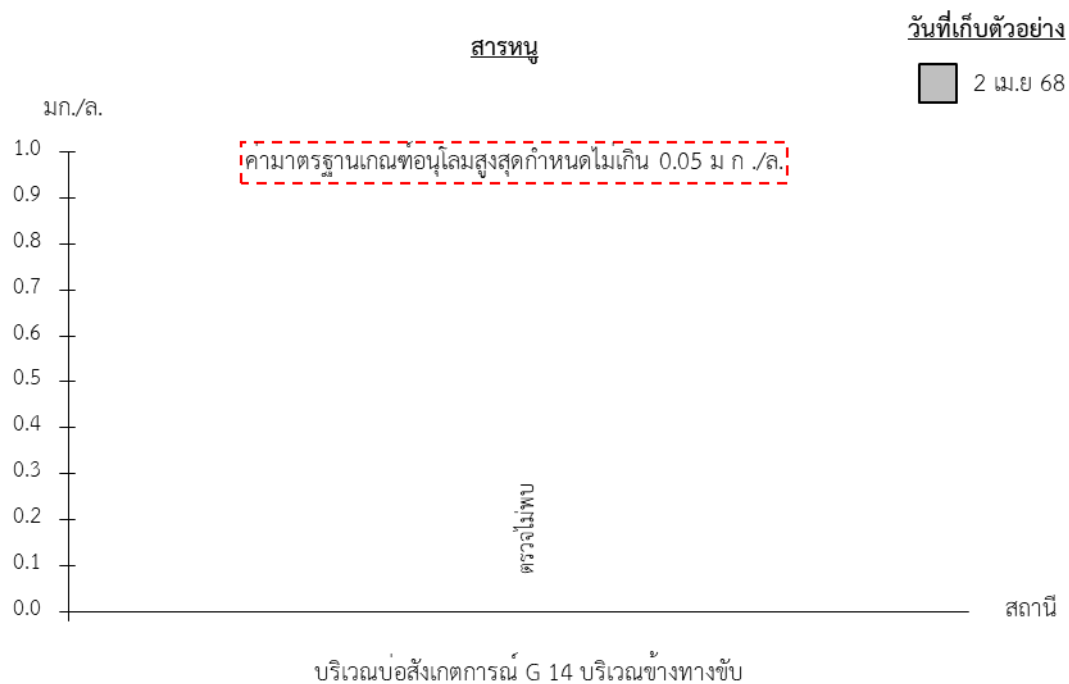 วันที่เก็บตัวอย่าง
สารหนู
2 เม.ย 68
มก./ล.
1.0
ค่ามาตรฐานเกณฑ์อนุโลมสูงสุดกำหนดไม่เกิน 0.05 ม ก ./ล.
0.9
0.8
0.7
0.6
0.5
0.4
0.3
0.2
ตรวจไม่พบ
0.1
0.0
สถานี
บริเวณบ่อสังเกตการณ์ G 14 บริเวณข้างทางขับ